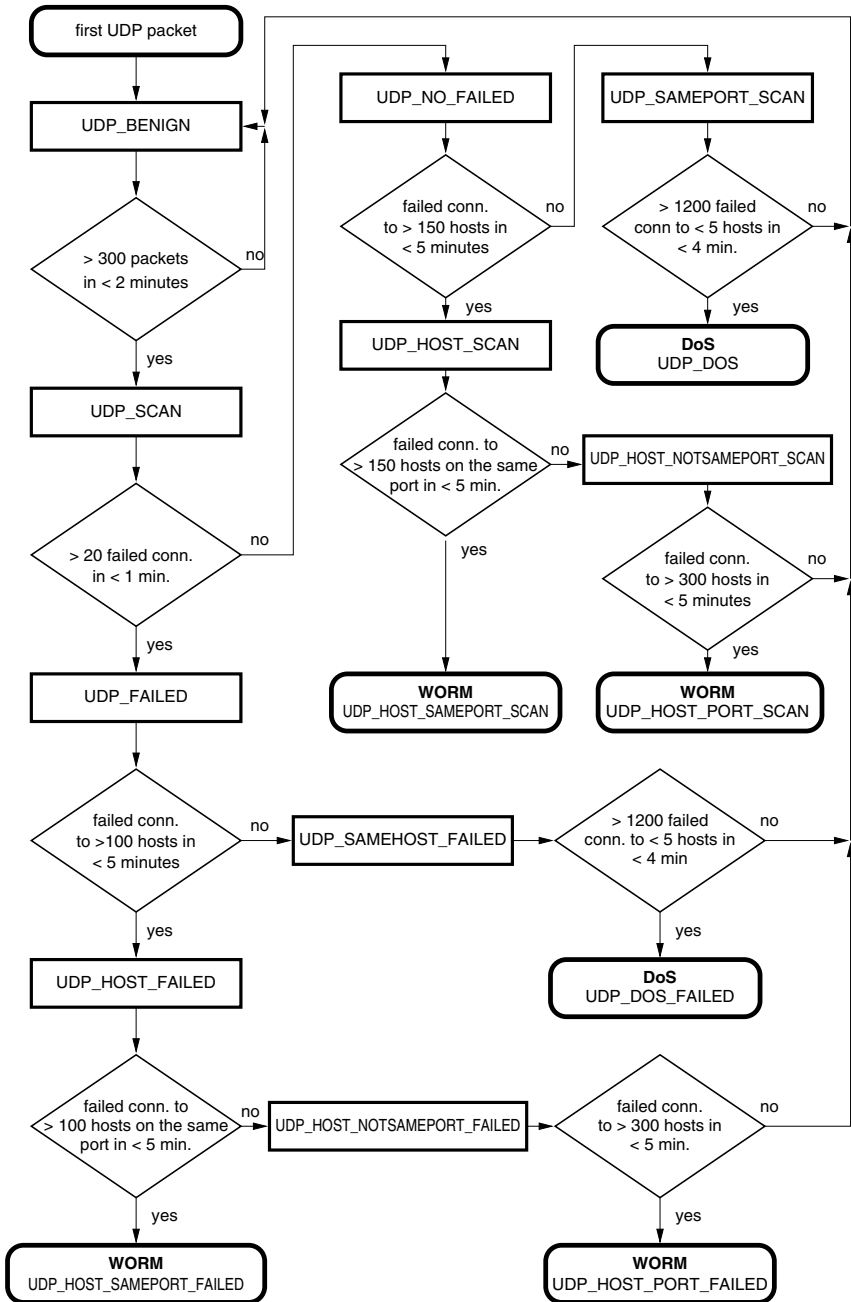 first UDP packet
UDP_BENIGN
> 300 packets
in < 2 minutes
no
yes
UDP_SCAN
> 20 failed conn.
in < 1 min.
no
yes
UDP_FAILED
failed conn.
to >100 hosts in
< 5 minutes
no
yes
UDP_SAMEHOST_FAILED
> 1200 failed
conn. to < 5 hosts in
< 4 min
no
yes
DoS
UDP_DOS_FAILED
UDP_HOST_FAILED
failed conn. to
> 100 hosts on the same
port in < 5 min.
no
yes
UDP_HOST_NOTSAMEPORT_FAILED
failed conn.
to > 300 hosts in
< 5 min.
no
yes
WORM
UDP_HOST_SAMEPORT_FAILED
WORM
UDP_HOST_PORT_FAILED
UDP_NO_FAILED
failed conn.
to > 150 hosts in
< 5 minutes
no
yes
UDP_HOST_SCAN
failed conn. to
> 150 hosts on the same
port in < 5 min.
no
yes
WORM
UDP_HOST_SAMEPORT_SCAN
UDP_SAMEPORT_SCAN
> 1200 failed
conn to < 5 hosts in
< 4 min.
no
yes
DoS
UDP_DOS
UDP_HOST_NOTSAMEPORT_SCAN
failed conn.
to > 300 hosts in
< 5 minutes
no
yes
WORM
UDP_HOST_PORT_SCAN